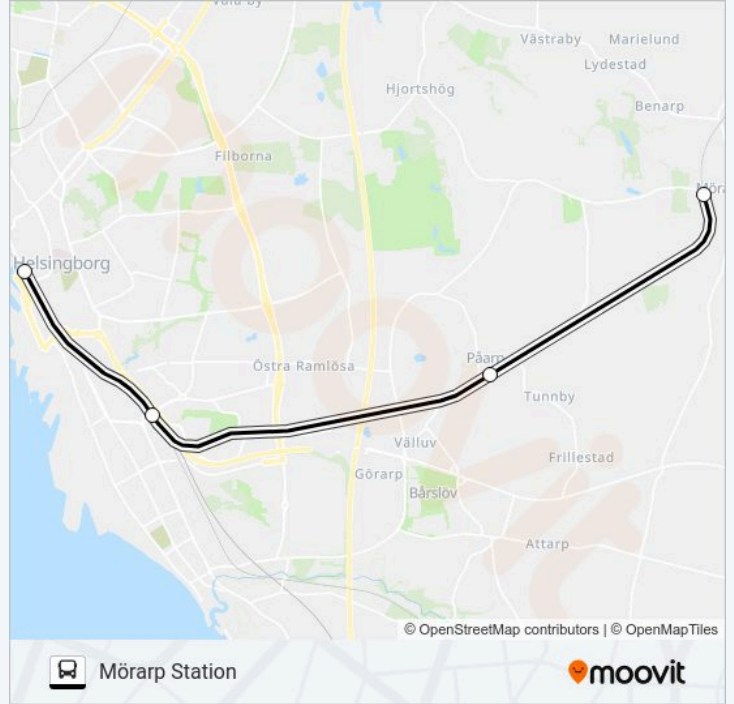 Västraby
Marielund
Lydestad
Hjortshög
Benarp
Filborna
Helsingborg
Påarp
Östra Ramlösa
Tunnby
Välluv
Frillestad
Görarp
Bårslöv
Attarp
© OpenStreetMap contributors | © OpenMapTiles
Mörarp Station
moovit